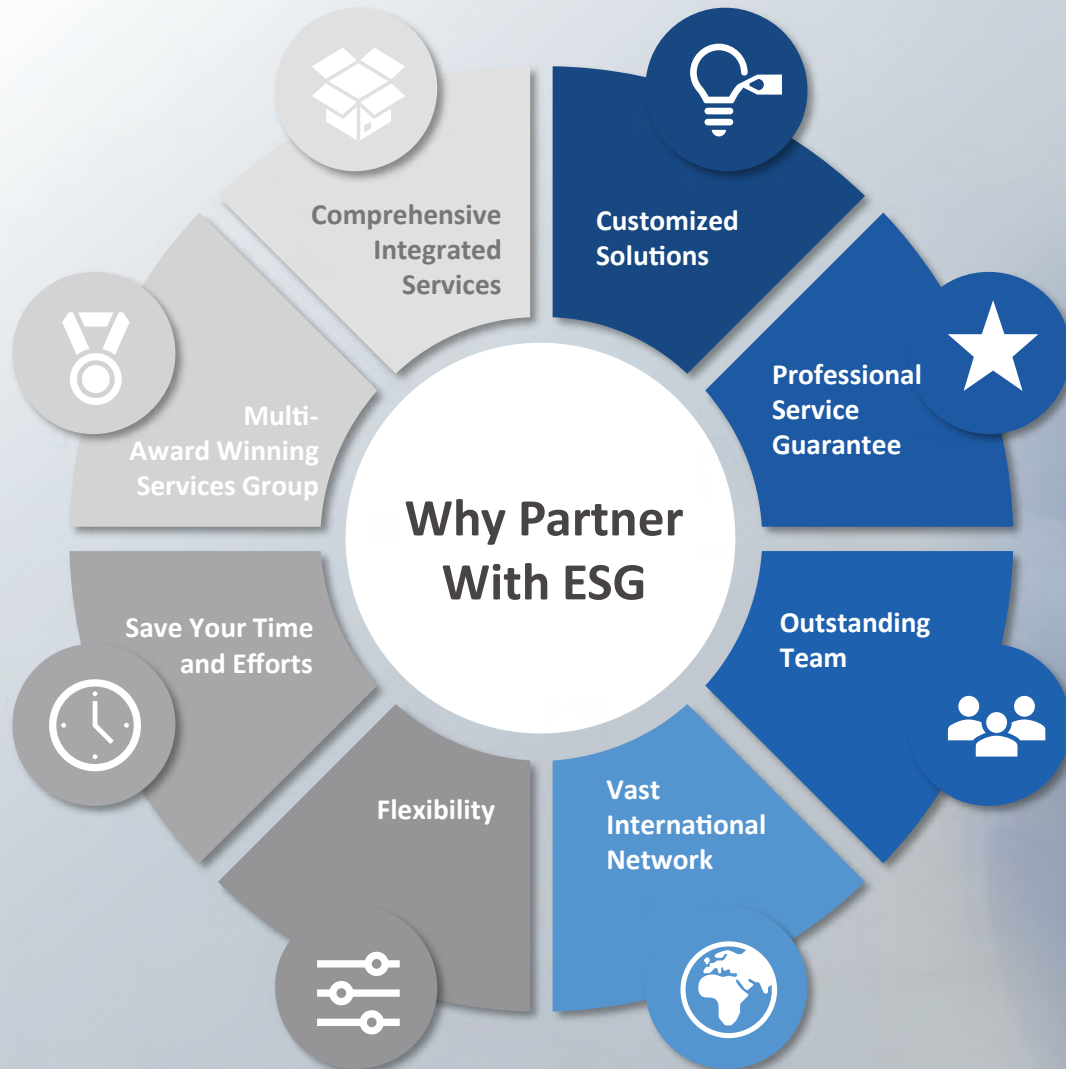 Why Partner
With ESG
Customized
Solutions
Professional
Service
Guarantee
Outstanding
Team
Vast
International
Network
Flexibility
Save Your Time
and Efforts
Multi-
Award Winning
Services Group
Comprehensive
Integrated
Services